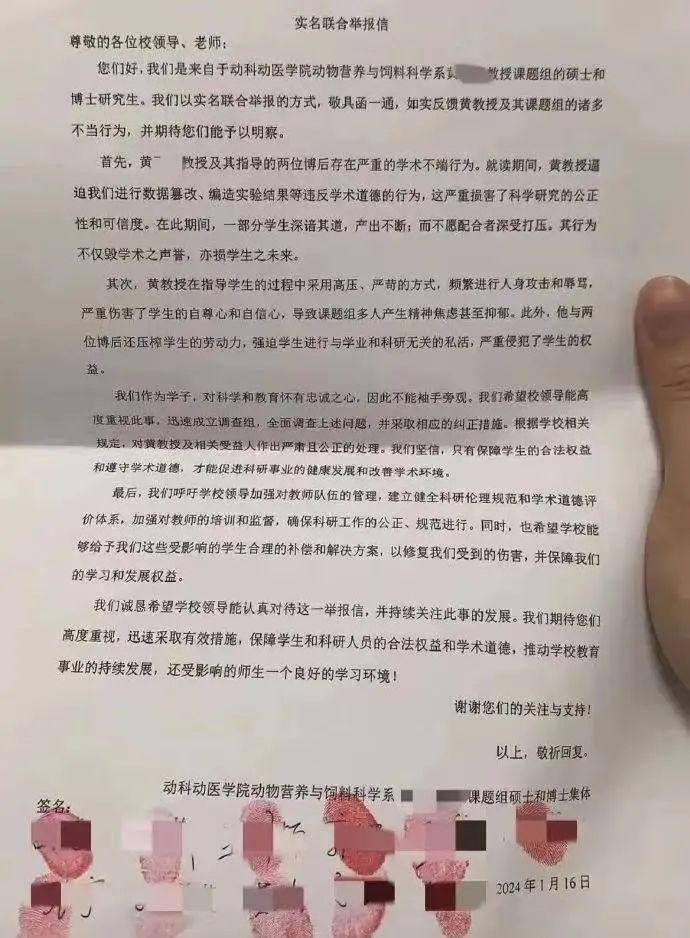 实名联合举报信
尊敬的各位校领导、老师：
您们好，我们是来自于动科动医学院动物营养与饲料科学系黄教授课题组的硕士和
博士研究生。我们以实名联合举报的方式，敬具函一通，如实反馈黄教授及其课题组的诸多
不当行为，并期待您们能予以明察。
首先，黄教授及其指导的两位博后存在严重的学术不端行为。就读期间，黄教授逼
迫我们进行数据篡改、编造实验结果等违反学术道德的行为，这严重损害了科学研究的公正
性和可信度。在此期间，一部分学生深谙其道，产出不断；而不愿配合者深受打压。其行为
不仅毁学术之声誉，亦损学生之未来。
其次，黄教授在指导学生的过程中采用高压、严苛的方式，频繁进行人身攻击和辱骂，
严重伤害了学生的自尊心和自信心，导致课题组多人产生精神焦虑甚至抑郁。此外，他与两
位博后还压榨学生的劳动力，强迫学生进行与学业和科研无关的私活，严重侵犯了学生的权
益。
我们作为学子，对科学和教育怀有忠诚之心，因此不能袖手旁观。我们希望校领导能高
度重视此事，迅速成立调查组，全面调查上述问题，并采取相应的纠正措施。根据学校相关
规定，对黄教授及相关受益人作出严肃且公正的处理。我们坚信，只有保障学生的合法权益
和遵守学术道德，才能促进科研事业的健康发展和改善学术环境。
最后，我们呼吁学校领导加强对教师队伍的管理，建立健全科研伦理规范和学术道德评
价体系，加强对教师的培训和监督，确保科研工作的公正、规范进行。同时，也希望学校能
够给予我们这些受影响的学生合理的补偿和解决方案，以修复我们受到的伤害，并保障我们
的学习和发展权益。
我们诚恳希望学校领导能认真对待这一举报信，并持续关注此事的发展。我们期待您们
高度重视，迅速采取有效措施，保障学生和科研人员的合法权益和学术道德，推动学校教育
事业的持续发展，还受影响的师生一个良好的学习环境！
谢谢您们的关注与支持！
以上，敬祈回复。
动科动医学院动物营养与饲料科学系 课题组硕士和博士集体
签名：
2024年1月16日